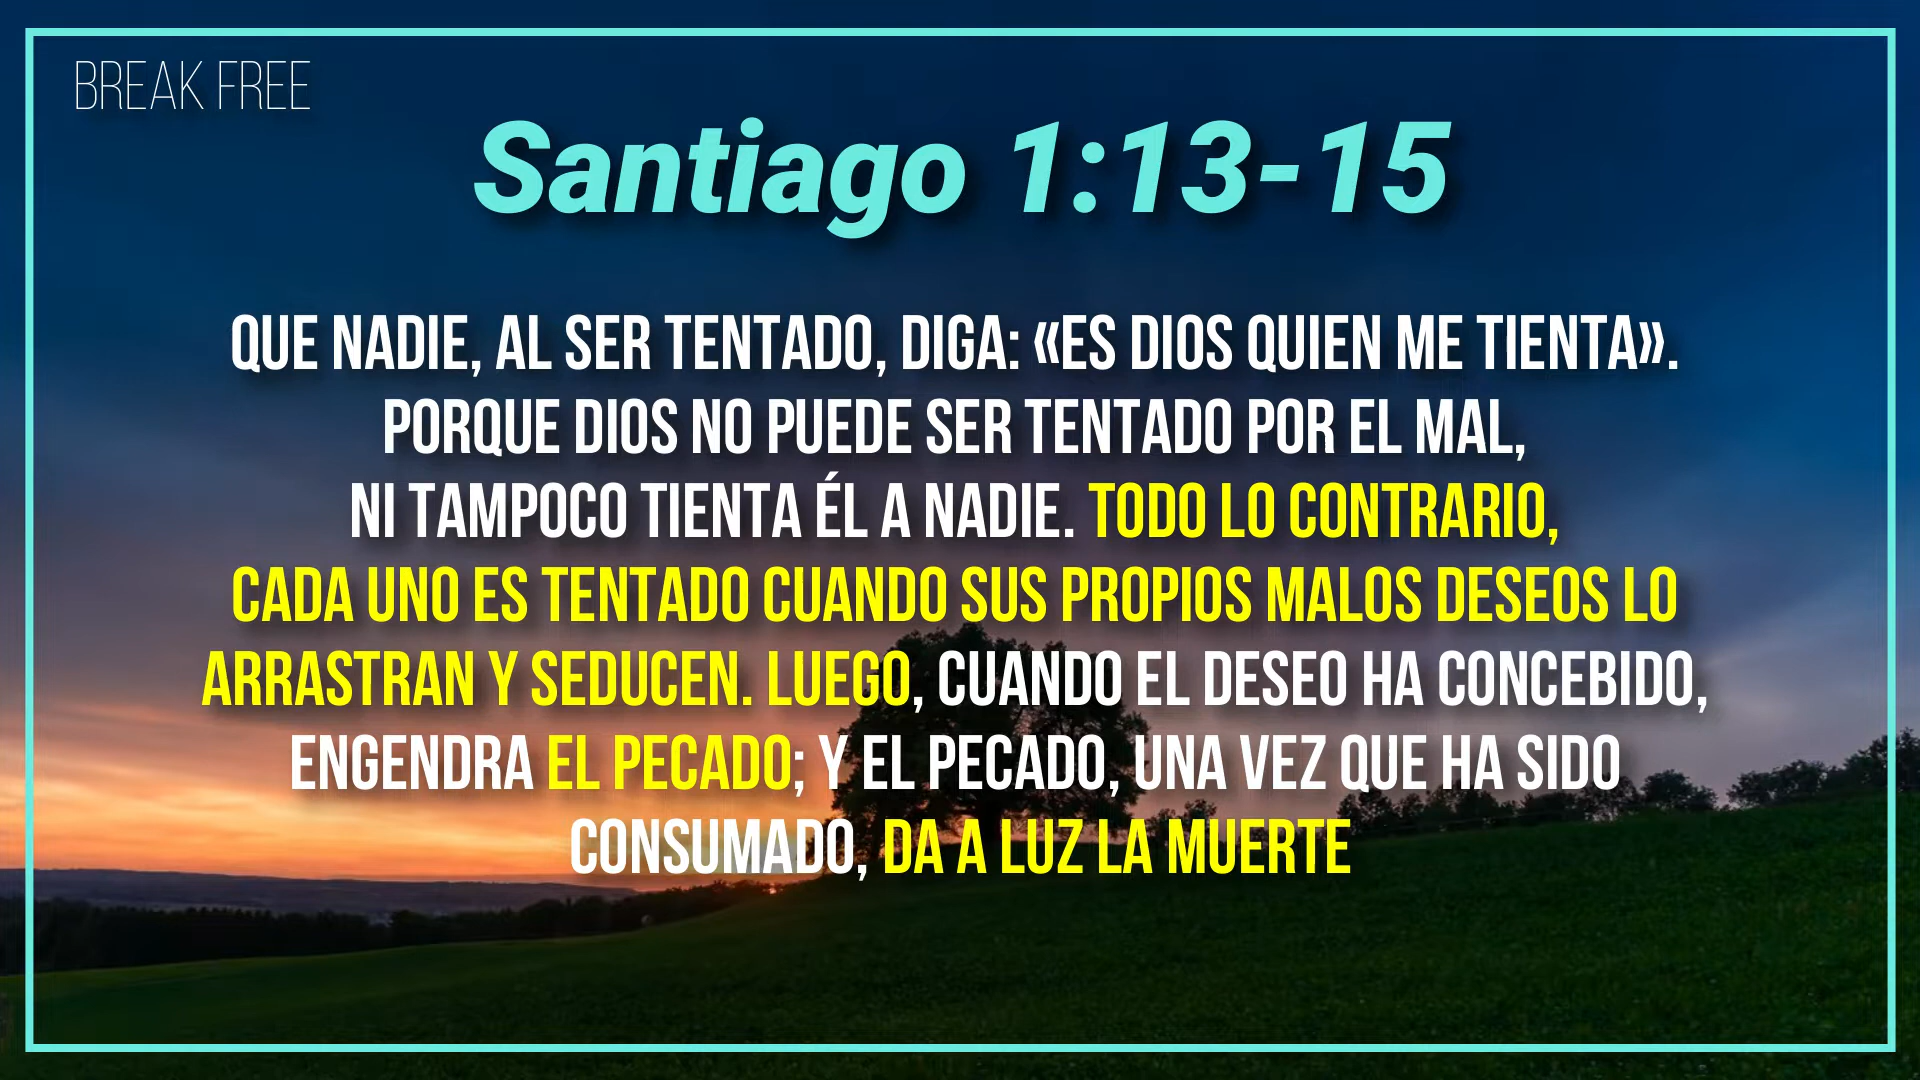 BREAK FREE
Santiago 1:13-15
QUE NADIE, AL SER TENTADO, DIGA: «ES DIOS QUIEN ME TIENTA».
PORQUE DIOS NO PUEDE SER TENTADO POR EL MAL,
NI TAMPOCO TIENTA ÉL A NADIE. TODO LO CONTRARIO,
CADA UNO ES TENTADO CUANDO SUS PROPIOS MALOS DESEOS LO
ARRASTRAN Y SEDUCEN. LUEGO, CUANDO EL DESEO HA CONCEBIDO,
ENGENDRA EL PECADO; Y EL PECADO, UNA VEZ QUE HA SIDO
CONSUMADO, DA A LUZ LA MUERTE